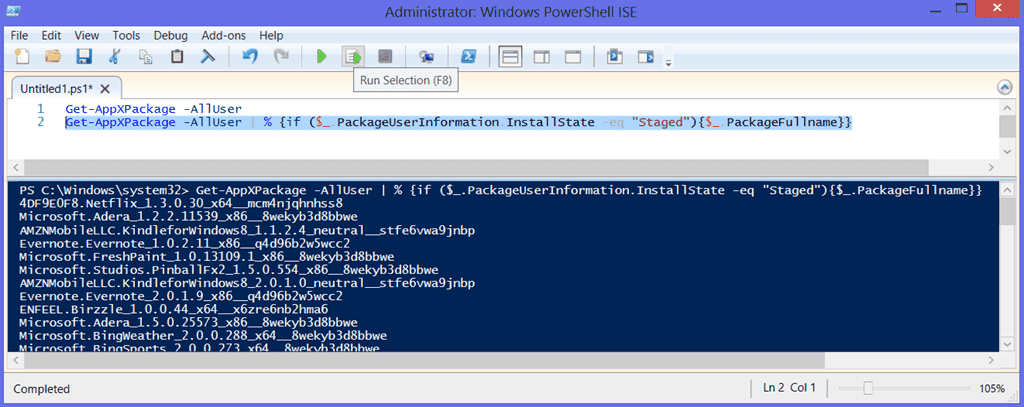 Administrator: Windows PowerShell ISE
File Edit View Tools Debug Add-ons Help
Run Selection (F8)
Untitled1.ps1*
1 Get-AppXPackage -AllUser
2 Get-AppXPackage -AllUser | % {if ($_.PackageUserInformation.InstallState -eq "Staged"){$_.PackageFullname}}
PS C:\Windows\system32> Get-AppXPackage -AllUser | % {if ($_.PackageUserInformation.InstallState -eq "Staged"){$_.PackageFullname}}
4DF9E0F8.Netflix_1.3.0.30_x64__mcm4njqhnhss8
Microsoft.Adera_1.2.2.11539_x86__8wekyb3d8bbwe
AMZNMobileLLC.KindleforWindows8_1.1.2.4_neutral__stfe6vwa9jnbp
Evernote.Evernote_1.0.2.11_x86__q4d96b2w5wcc2
Microsoft.FreshPaint_1.0.13109.1_x86__8wekyb3d8bbwe
Microsoft.Studios.PinballFx2_1.5.0.554_x86__8wekyb3d8bbwe
AMZNMobileLLC.KindleforWindows8_2.0.1.0_neutral__stfe6vwa9jnbp
Evernote.Evernote_2.0.1.9_x86__q4d96b2w5wcc2
ENFEEL.Birzzle_1.0.0.44_x64__x6zre6nb2hma6
Microsoft.Adera_1.5.0.25573_x86__8wekyb3d8bbwe
Microsoft.BingWeather_2.0.0.288_x64__8wekyb3d8bbwe
Microsoft.BingSports_2.0.0.273_x64__8wekyb3d8bbwe
Completed Ln 2 Col 1 105%